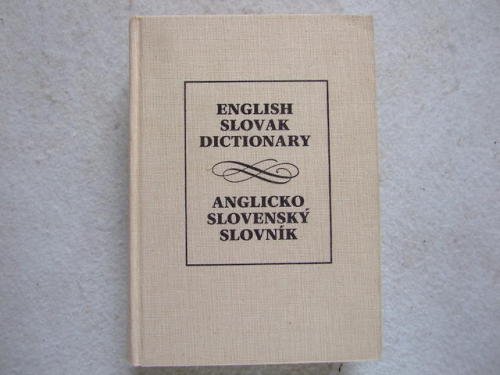 ENGLISH
SLOVAK
DICTIONARY
ANGLICKO
SLOVENSKÝ
SLOVNÍK